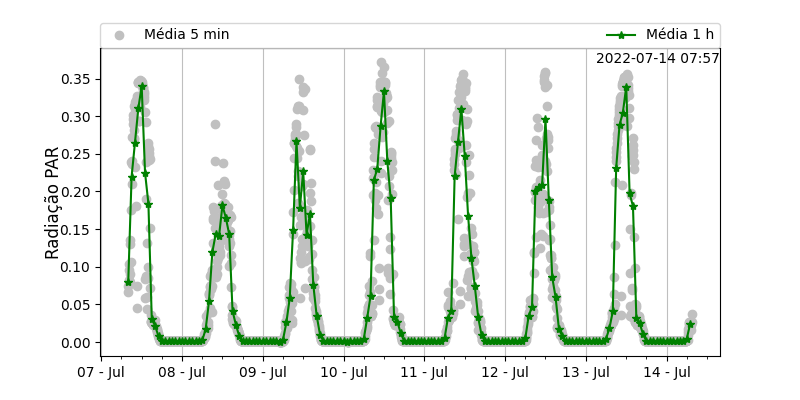 Média 5 min
Média 1 h
2022-07-14 07:57
Radiação PAR
0.35
0.30
0.25
0.20
0.15
0.10
0.05
0.00
07 - Jul
08 - Jul
09 - Jul
10 - Jul
11 - Jul
12 - Jul
13 - Jul
14 - Jul